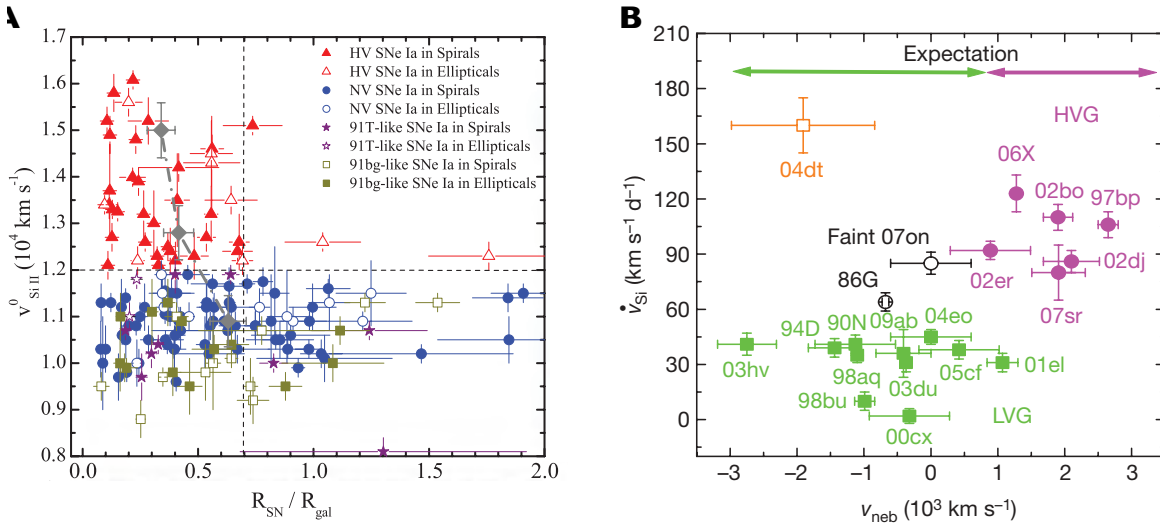 A
1.7
1.6
1.5
1.4
1.3
1.2
1.1
1.0
0.9
0.8
v⁰Si II (10⁴ km s⁻¹)
HV SNe Ia in Spirals
HV SNe Ia in Ellipticals
NV SNe Ia in Spirals
NV SNe Ia in Ellipticals
91T-like SNe Ia in Spirals
91T-like SNe Ia in Ellipticals
91bg-like SNe Ia in Spirals
91bg-like SNe Ia in Ellipticals
0.0 0.5 1.0 1.5 2.0
R_SN / R_gal
B
210
180
150
120
90
60
30
0
v̇Si (km s⁻¹ d⁻¹)
Expectation
HVG
04dt
06X
02bo
97bp
Faint 07on
02er
02dj
86G
07sr
94D
90N
09ab
04eo
03hv
98aq
03du
05cf
01el
98bu
00cx
LVG
−3 −2 −1 0 1 2 3
v_neb (10³ km s⁻¹)